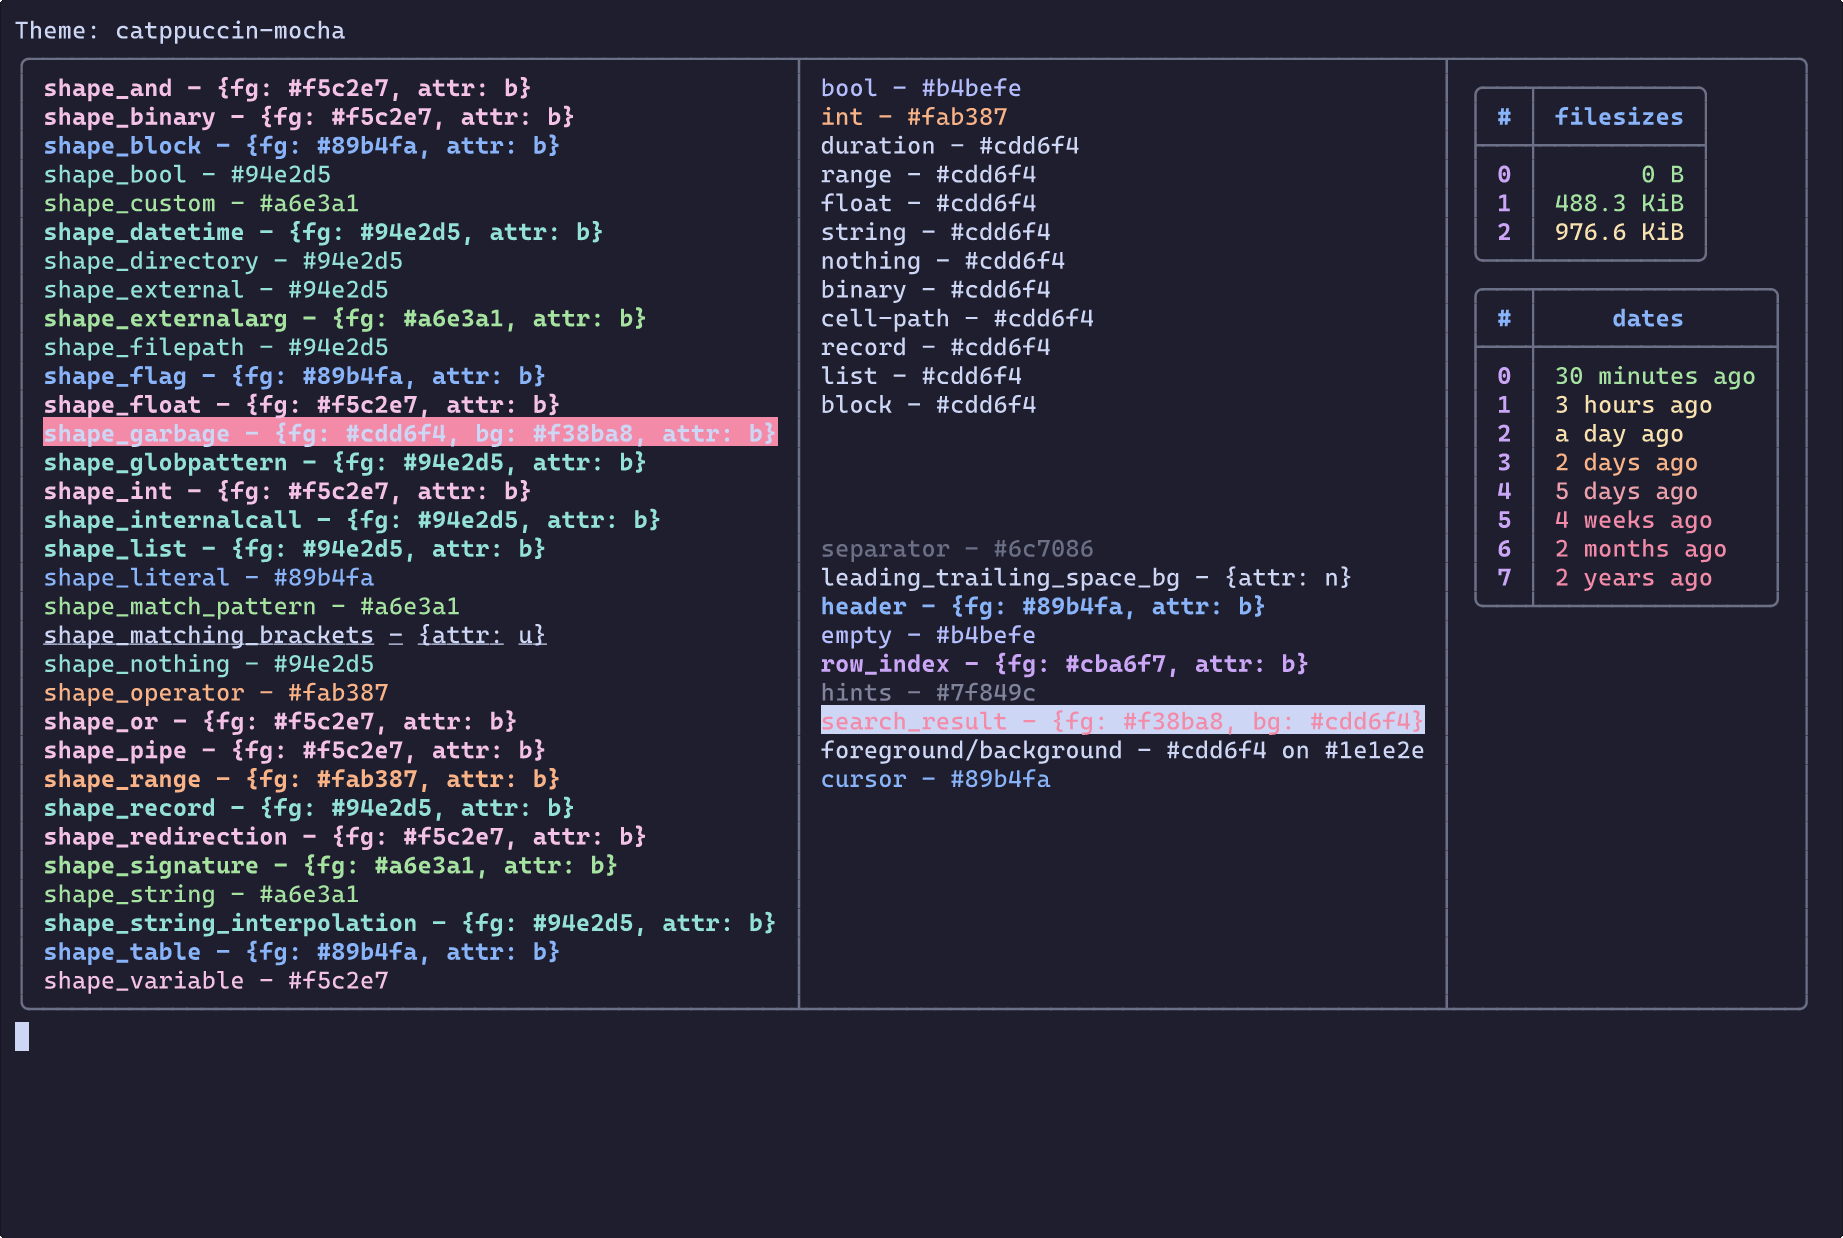 Theme: catppuccin-mocha
shape_and - {fg: #f5c2e7, attr: b}
shape_binary - {fg: #f5c2e7, attr: b}
shape_block - {fg: #89b4fa, attr: b}
shape_bool - #94e2d5
shape_custom - #a6e3a1
shape_datetime - {fg: #94e2d5, attr: b}
shape_directory - #94e2d5
shape_external - #94e2d5
shape_externalarg - {fg: #a6e3a1, attr: b}
shape_filepath - #94e2d5
shape_flag - {fg: #89b4fa, attr: b}
shape_float - {fg: #f5c2e7, attr: b}
shape_garbage - {fg: #cdd6f4, bg: #f38ba8, attr: b}
shape_globpattern - {fg: #94e2d5, attr: b}
shape_int - {fg: #f5c2e7, attr: b}
shape_internalcall - {fg: #94e2d5, attr: b}
shape_list - {fg: #94e2d5, attr: b}
shape_literal - #89b4fa
shape_match_pattern - #a6e3a1
shape_matching_brackets - {attr: u}
shape_nothing - #94e2d5
shape_operator - #fab387
shape_or - {fg: #f5c2e7, attr: b}
shape_pipe - {fg: #f5c2e7, attr: b}
shape_range - {fg: #fab387, attr: b}
shape_record - {fg: #94e2d5, attr: b}
shape_redirection - {fg: #f5c2e7, attr: b}
shape_signature - {fg: #a6e3a1, attr: b}
shape_string - #a6e3a1
shape_string_interpolation - {fg: #94e2d5, attr: b}
shape_table - {fg: #89b4fa, attr: b}
shape_variable - #f5c2e7
bool - #b4befe
int - #fab387
duration - #cdd6f4
range - #cdd6f4
float - #cdd6f4
string - #cdd6f4
nothing - #cdd6f4
binary - #cdd6f4
cell-path - #cdd6f4
record - #cdd6f4
list - #cdd6f4
block - #cdd6f4
separator - #6c7086
leading_trailing_space_bg - {attr: n}
header - {fg: #89b4fa, attr: b}
empty - #b4befe
row_index - {fg: #cba6f7, attr: b}
hints - #7f849c
search_result - {fg: #f38ba8, bg: #cdd6f4}
foreground/background - #cdd6f4 on #1e1e2e
cursor - #89b4fa
# filesizes
0 0 B
1 488.3 KiB
2 976.6 KiB
# dates
0 30 minutes ago
1 3 hours ago
2 a day ago
3 2 days ago
4 5 days ago
5 4 weeks ago
6 2 months ago
7 2 years ago